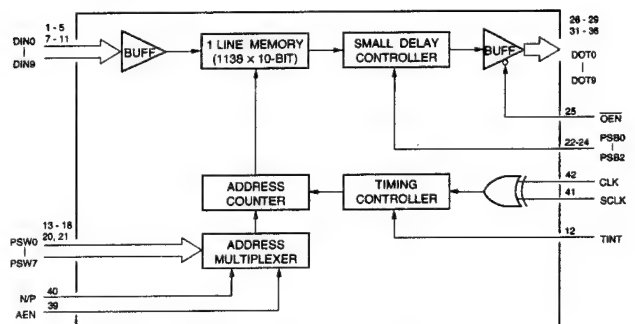 1 - 5
7 - 11
DIN0
DIN9
BUFF
1 LINE MEMORY
(1138 × 10-BIT)
SMALL DELAY
CONTROLLER
BUFF
26 - 29
31 - 36
DOT0
DOT9
25
OEN
22-24
PSB0
PSB2
ADDRESS
COUNTER
TIMING
CONTROLLER
42
CLK
41
SCLK
12
TINT
13 - 18
20, 21
PSW0
PSW7
ADDRESS
MULTIPLEXER
N/P
40
AEN
39